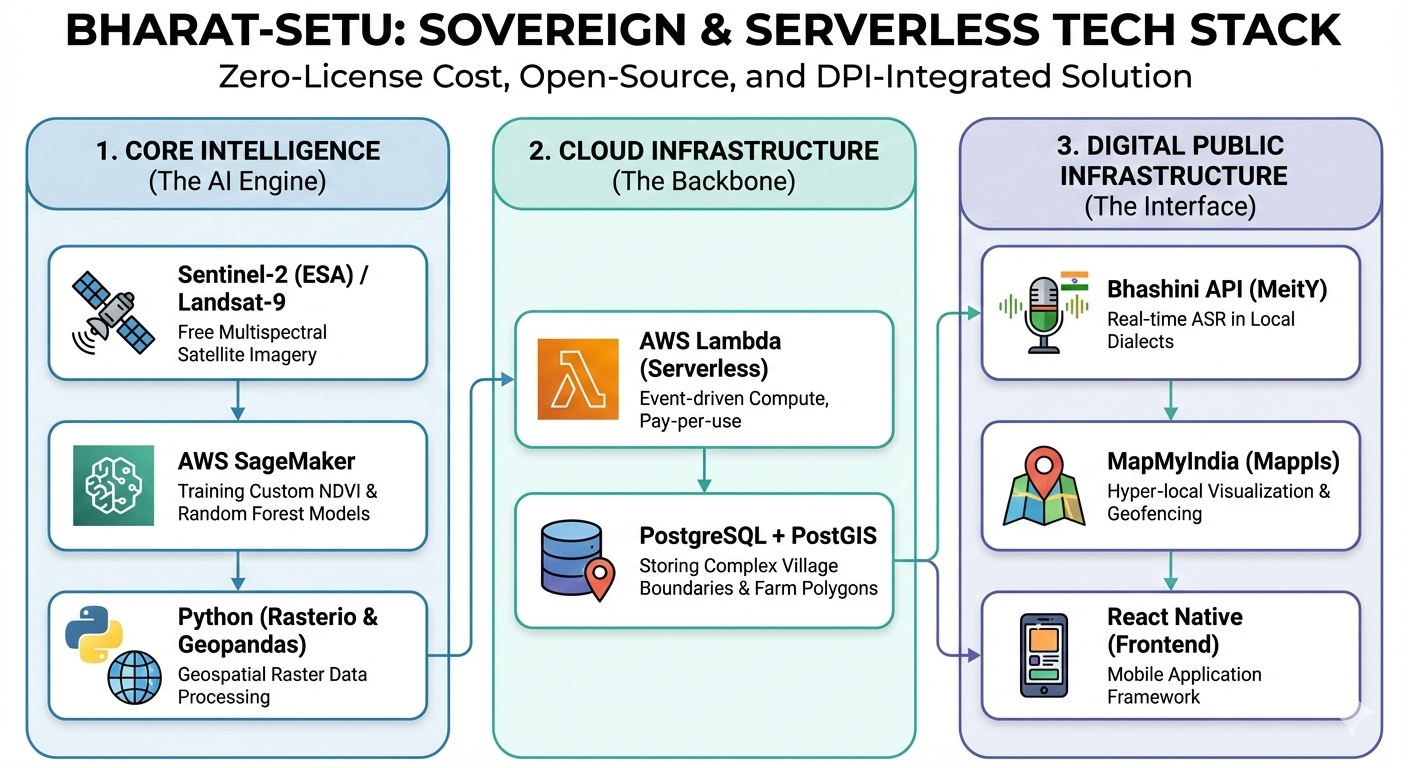 BHARAT-SETU: SOVEREIGN & SERVERLESS TECH STACK
Zero-License Cost, Open-Source, and DPI-Integrated Solution
1. CORE INTELLIGENCE
(The AI Engine)
Sentinel-2 (ESA) /
Landsat-9
Free Multispectral
Satellite Imagery
AWS SageMaker
Training Custom NDVI &
Random Forest Models
Python (Rasterio &
Geopandas)
Geospatial Raster Data
Processing
2. CLOUD INFRASTRUCTURE
(The Backbone)
AWS Lambda
(Serverless)
Event-driven Compute,
Pay-per-use
PostgreSQL + PostGIS
Storing Complex Village
Boundaries & Farm Polygons
3. DIGITAL PUBLIC
INFRASTRUCTURE
(The Interface)
Bhashini API (MeitY)
Real-time ASR in Local
Dialects
MapMyIndia (Mappls)
Hyper-local Visualization &
Geofencing
React Native
(Frontend)
Mobile Application
Framework